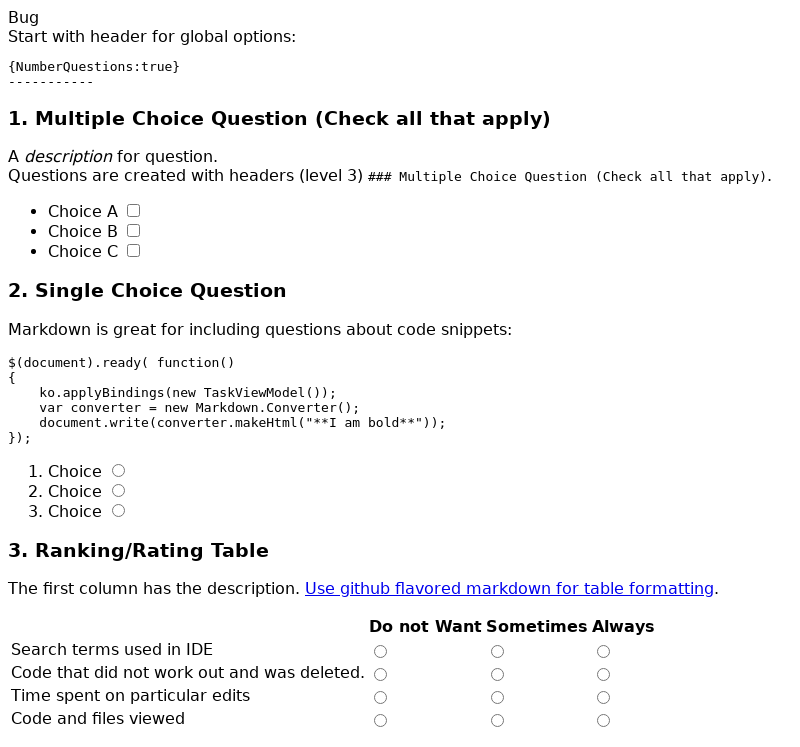 Bug
Start with header for global options:
{NumberQuestions:true}
-----------
1. Multiple Choice Question (Check all that apply)
A description for question.
Questions are created with headers (level 3) ### Multiple Choice Question (Check all that apply).
• Choice A
• Choice B
• Choice C
2. Single Choice Question
Markdown is great for including questions about code snippets:
$(document).ready( function()
{
    ko.applyBindings(new TaskViewModel());
    var converter = new Markdown.Converter();
    document.write(converter.makeHtml("**I am bold**"));
});
1. Choice
2. Choice
3. Choice
3. Ranking/Rating Table
The first column has the description. Use github flavored markdown for table formatting.
Do not Want Sometimes Always
Search terms used in IDE
Code that did not work out and was deleted.
Time spent on particular edits
Code and files viewed